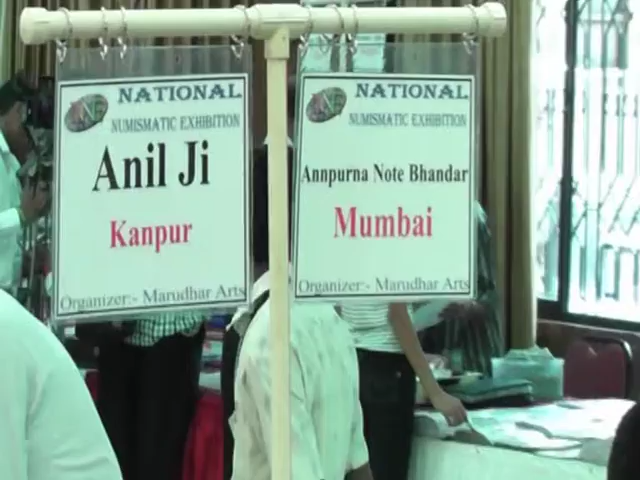 NATIONAL
NUMISMATIC EXHIBITION
Anil Ji
Kanpur
Organizer:- Marudhar Arts
NATIONAL
NUMISMATIC EXHIBITION
Annpurna Note Bhandar
Mumbai
Organizer:- Marudhar Arts